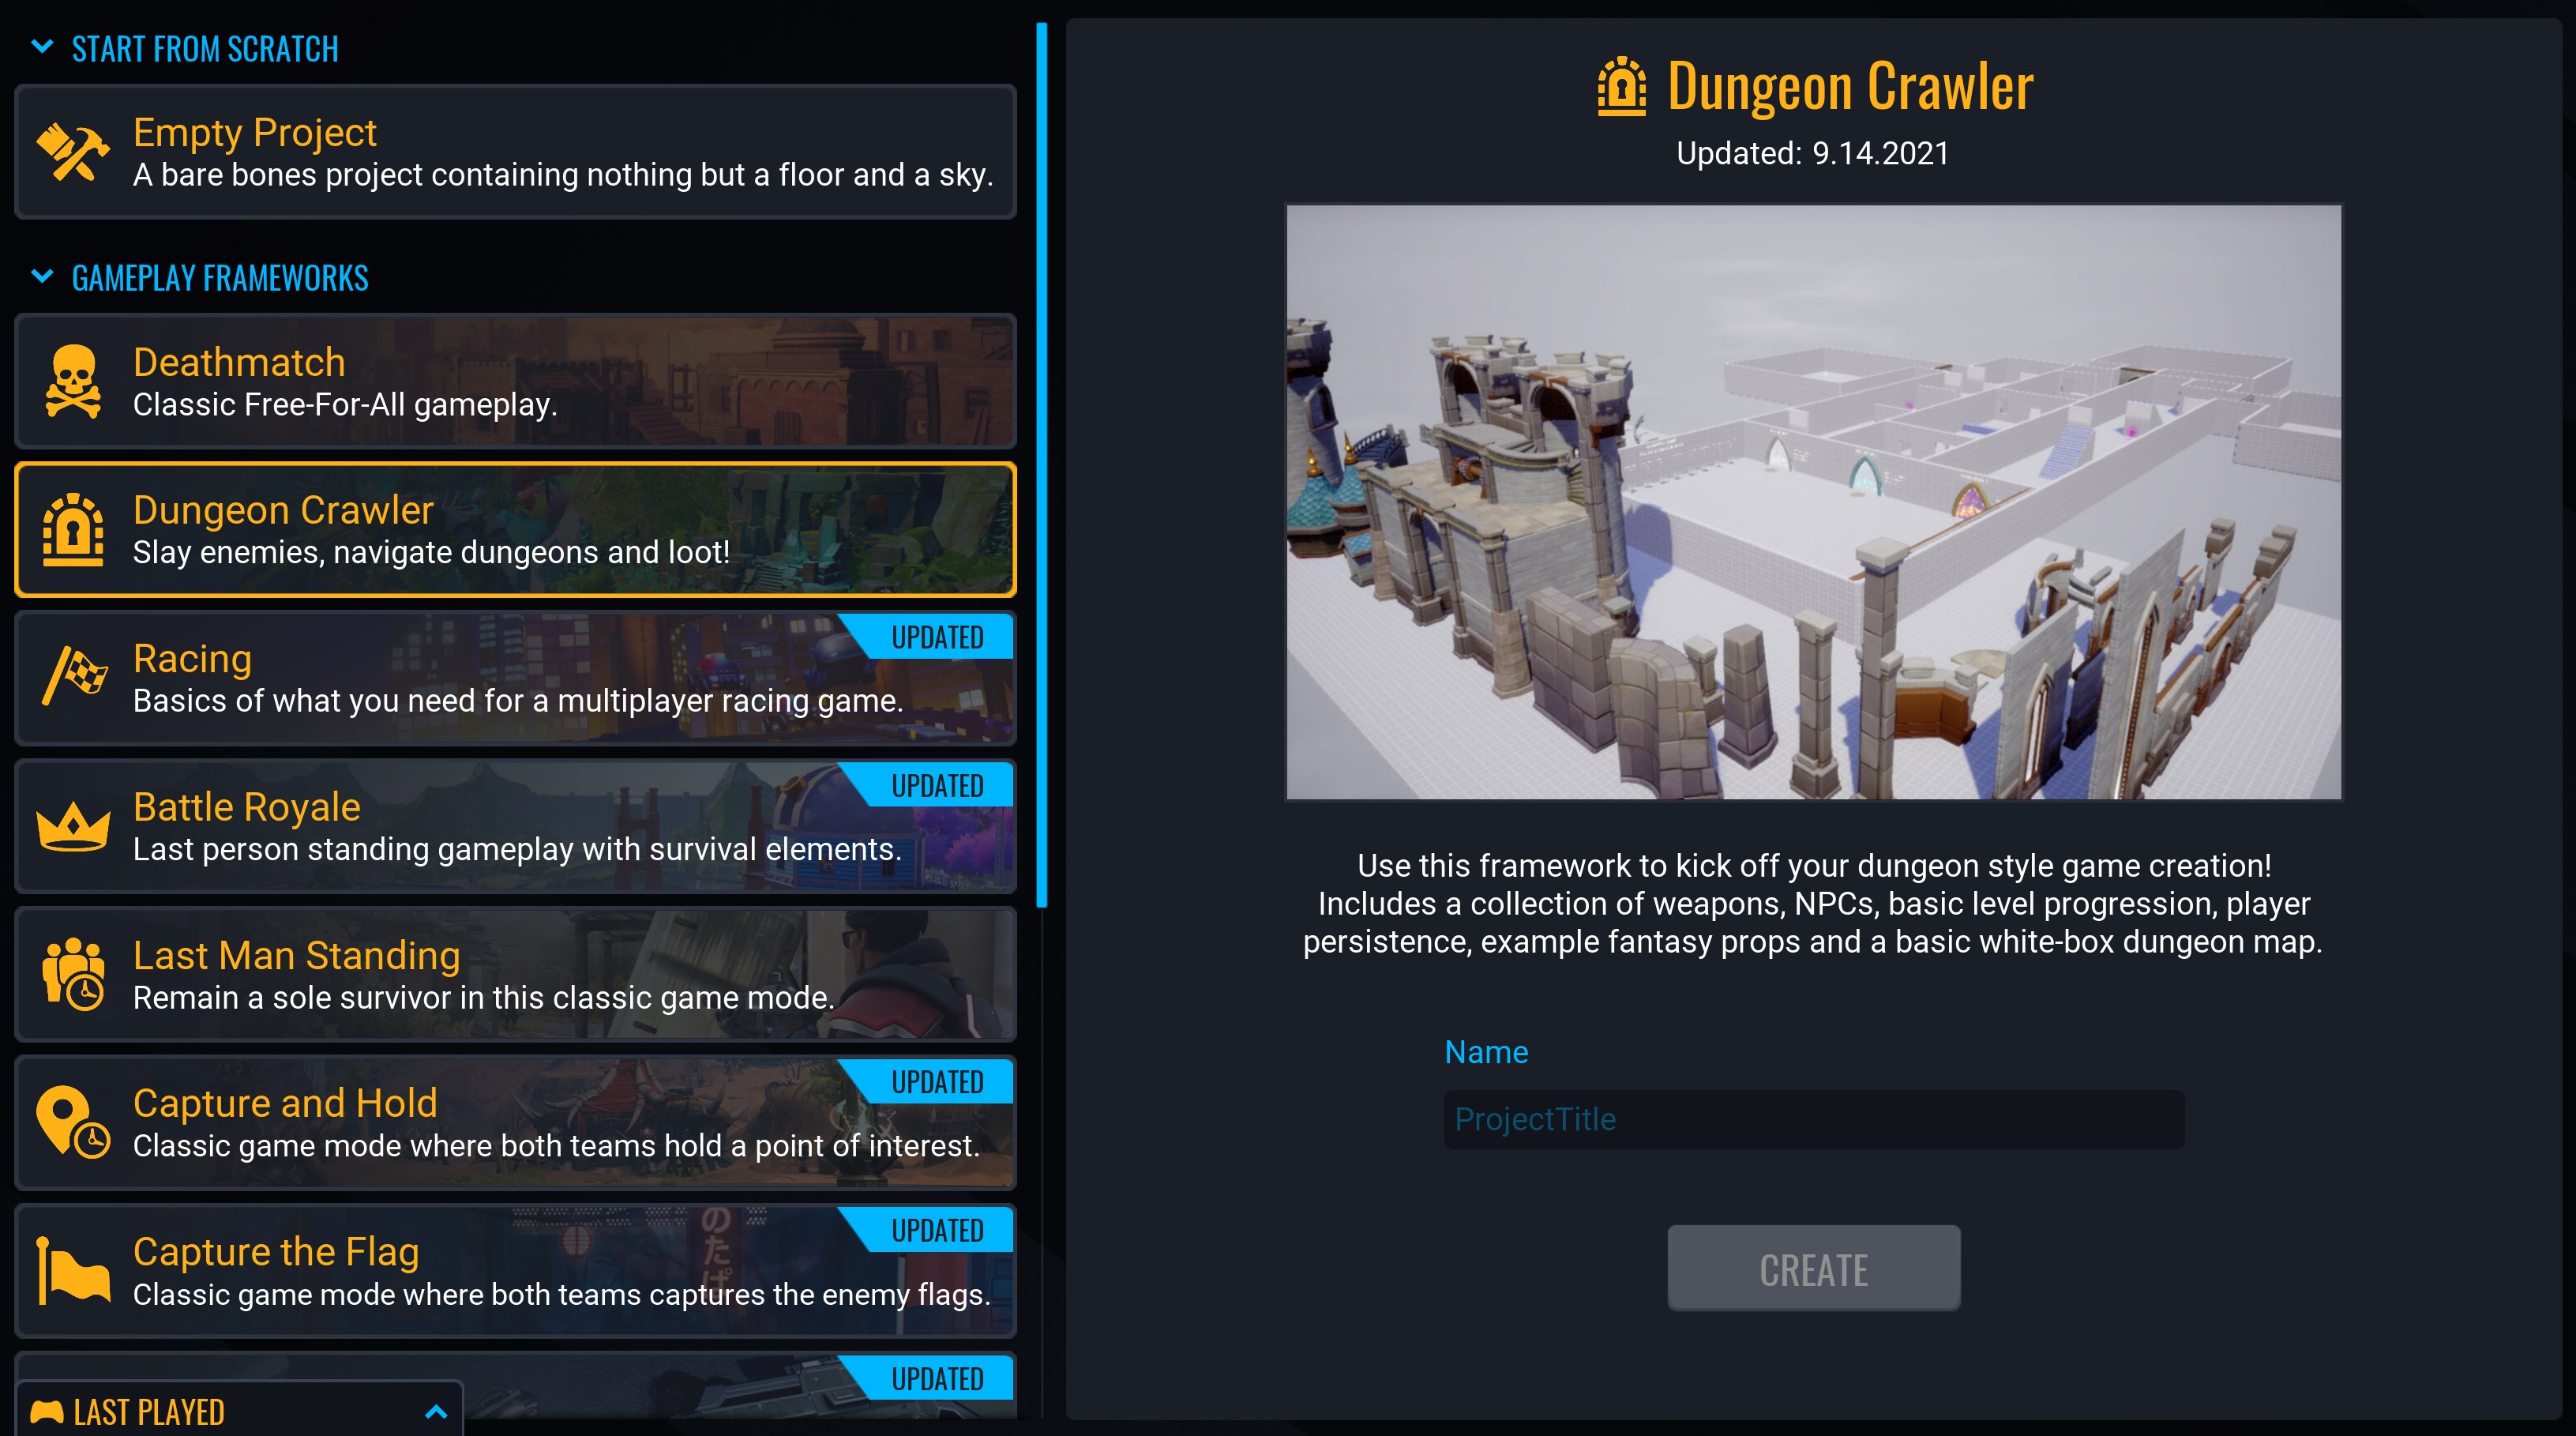 START FROM SCRATCH
Empty Project
A bare bones project containing nothing but a floor and a sky.
GAMEPLAY FRAMEWORKS
Deathmatch
Classic Free-For-All gameplay.
Dungeon Crawler
Slay enemies, navigate dungeons and loot!
UPDATED
Racing
Basics of what you need for a multiplayer racing game.
UPDATED
Battle Royale
Last person standing gameplay with survival elements.
Last Man Standing
Remain a sole survivor in this classic game mode.
UPDATED
Capture and Hold
Classic game mode where both teams hold a point of interest.
UPDATED
Capture the Flag
Classic game mode where both teams captures the enemy flags.
のたぱ
UPDATED
LAST PLAYED
Dungeon Crawler
Updated: 9.14.2021
Use this framework to kick off your dungeon style game creation!
Includes a collection of weapons, NPCs, basic level progression, player
persistence, example fantasy props and a basic white-box dungeon map.
Name
ProjectTitle
CREATE